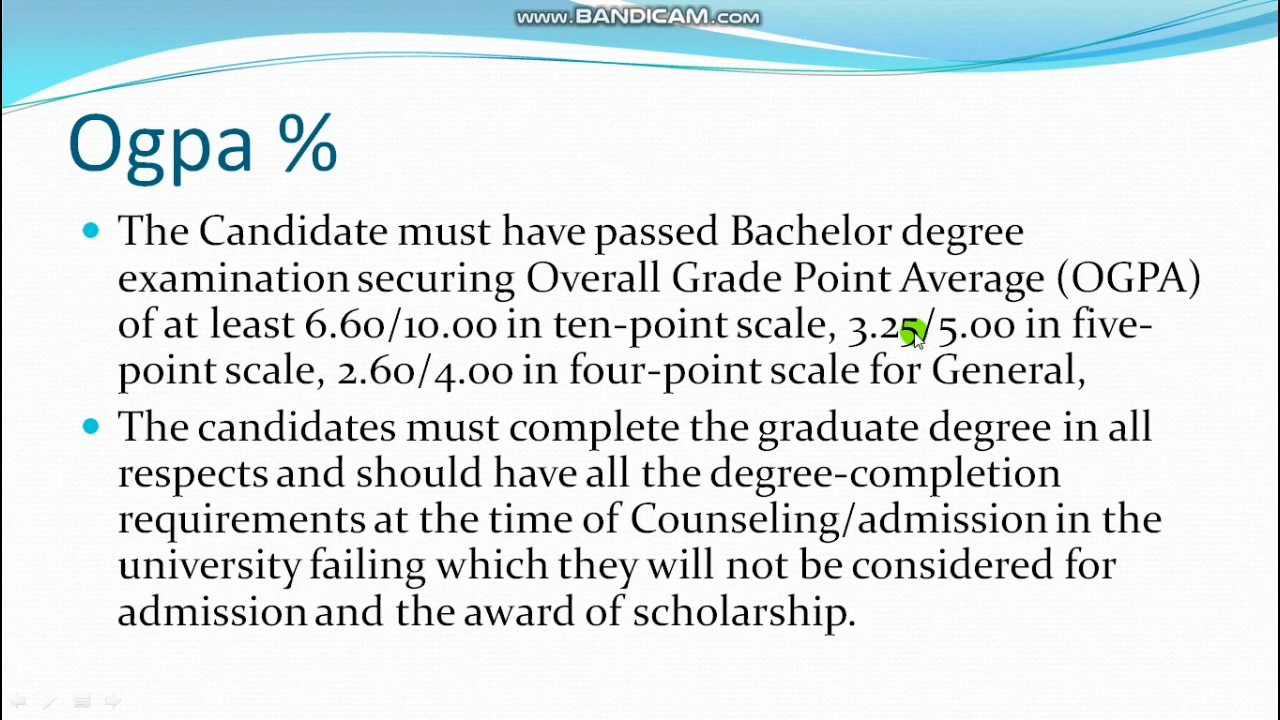 www.BANDICAM.com
Ogpa %
• The Candidate must have passed Bachelor degree
examination securing Overall Grade Point Average (OGPA)
of at least 6.60/10.00 in ten-point scale, 3.25/5.00 in five-
point scale, 2.60/4.00 in four-point scale for General,
• The candidates must complete the graduate degree in all
respects and should have all the degree-completion
requirements at the time of Counseling/admission in the
university failing which they will not be considered for
admission and the award of scholarship.